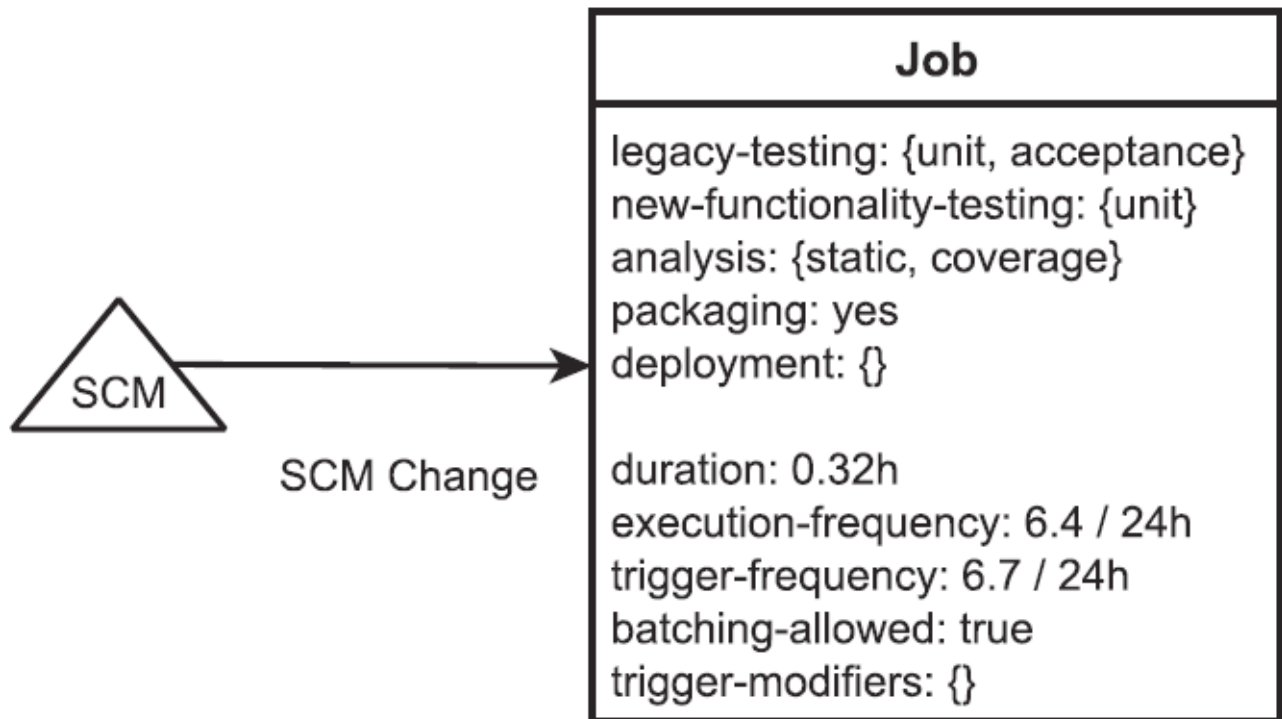 Job
legacy-testing: {unit, acceptance}
new-functionality-testing: {unit}
analysis: {static, coverage}
packaging: yes
deployment: {}
SCM
SCM Change
duration: 0.32h
execution-frequency: 6.4 / 24h
trigger-frequency: 6.7 / 24h
batching-allowed: true
trigger-modifiers: {}